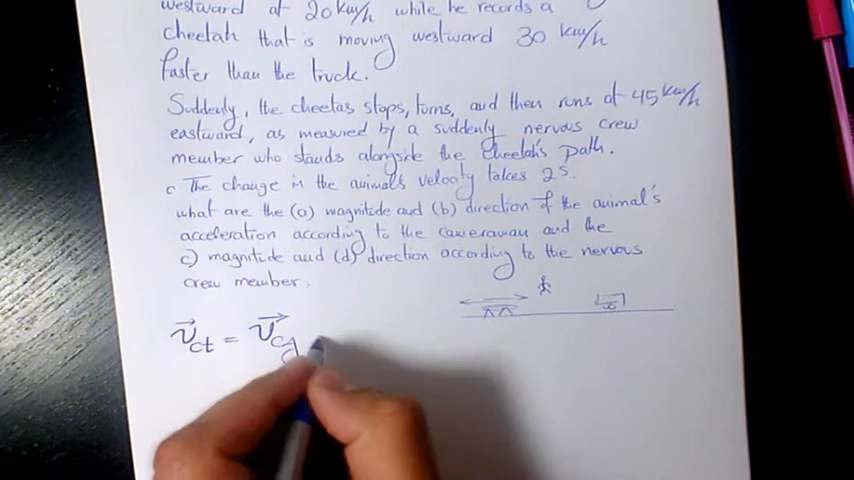 westward at 20 km/h while he records a
cheetah that is moving westward 30 km/h
faster than the truck.
Suddenly, the cheetas stops, turns, and then runs at 45 km/h
eastward, as measured by a suddenly nervous crew
member who stands alongside the cheetah's path.
The change in the animal's velocity takes 2s.
what are the (a) magnitude and (b) direction of the animal's
acceleration according to the cameraman and the
c) magnitude and (d) direction according to the nervous
crew member.
v⃗ct = v⃗cg